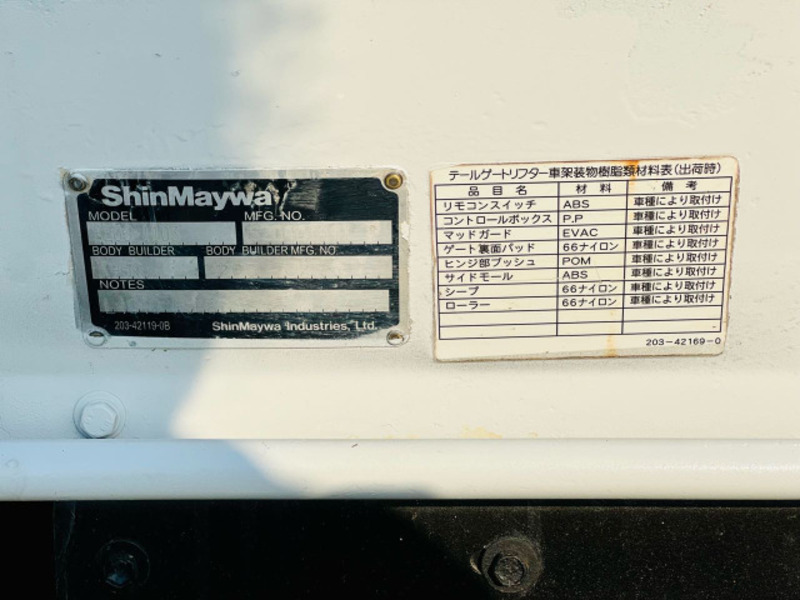 ShinMaywa
MODEL MFG. NO.
BODY BUILDER BODY BUILDER MFG. NO.
NOTES
203-42119-0B ShinMaywa Industries, Ltd.
テールゲートリフター車架装物樹脂類材料表(出荷時)
品目名 材料 備考
リモコンスイッチ ABS 車種により取付け
コントロールボックス P.P 車種により取付け
マッドガード EVAC 車種により取付け
ゲート裏面パッド 66ナイロン 車種により取付け
ヒンジ部ブッシュ POM 車種により取付け
サイドモール ABS 車種により取付け
シーブ 66ナイロン 車種により取付け
ローラー 66ナイロン 車種により取付け
203-42169-0